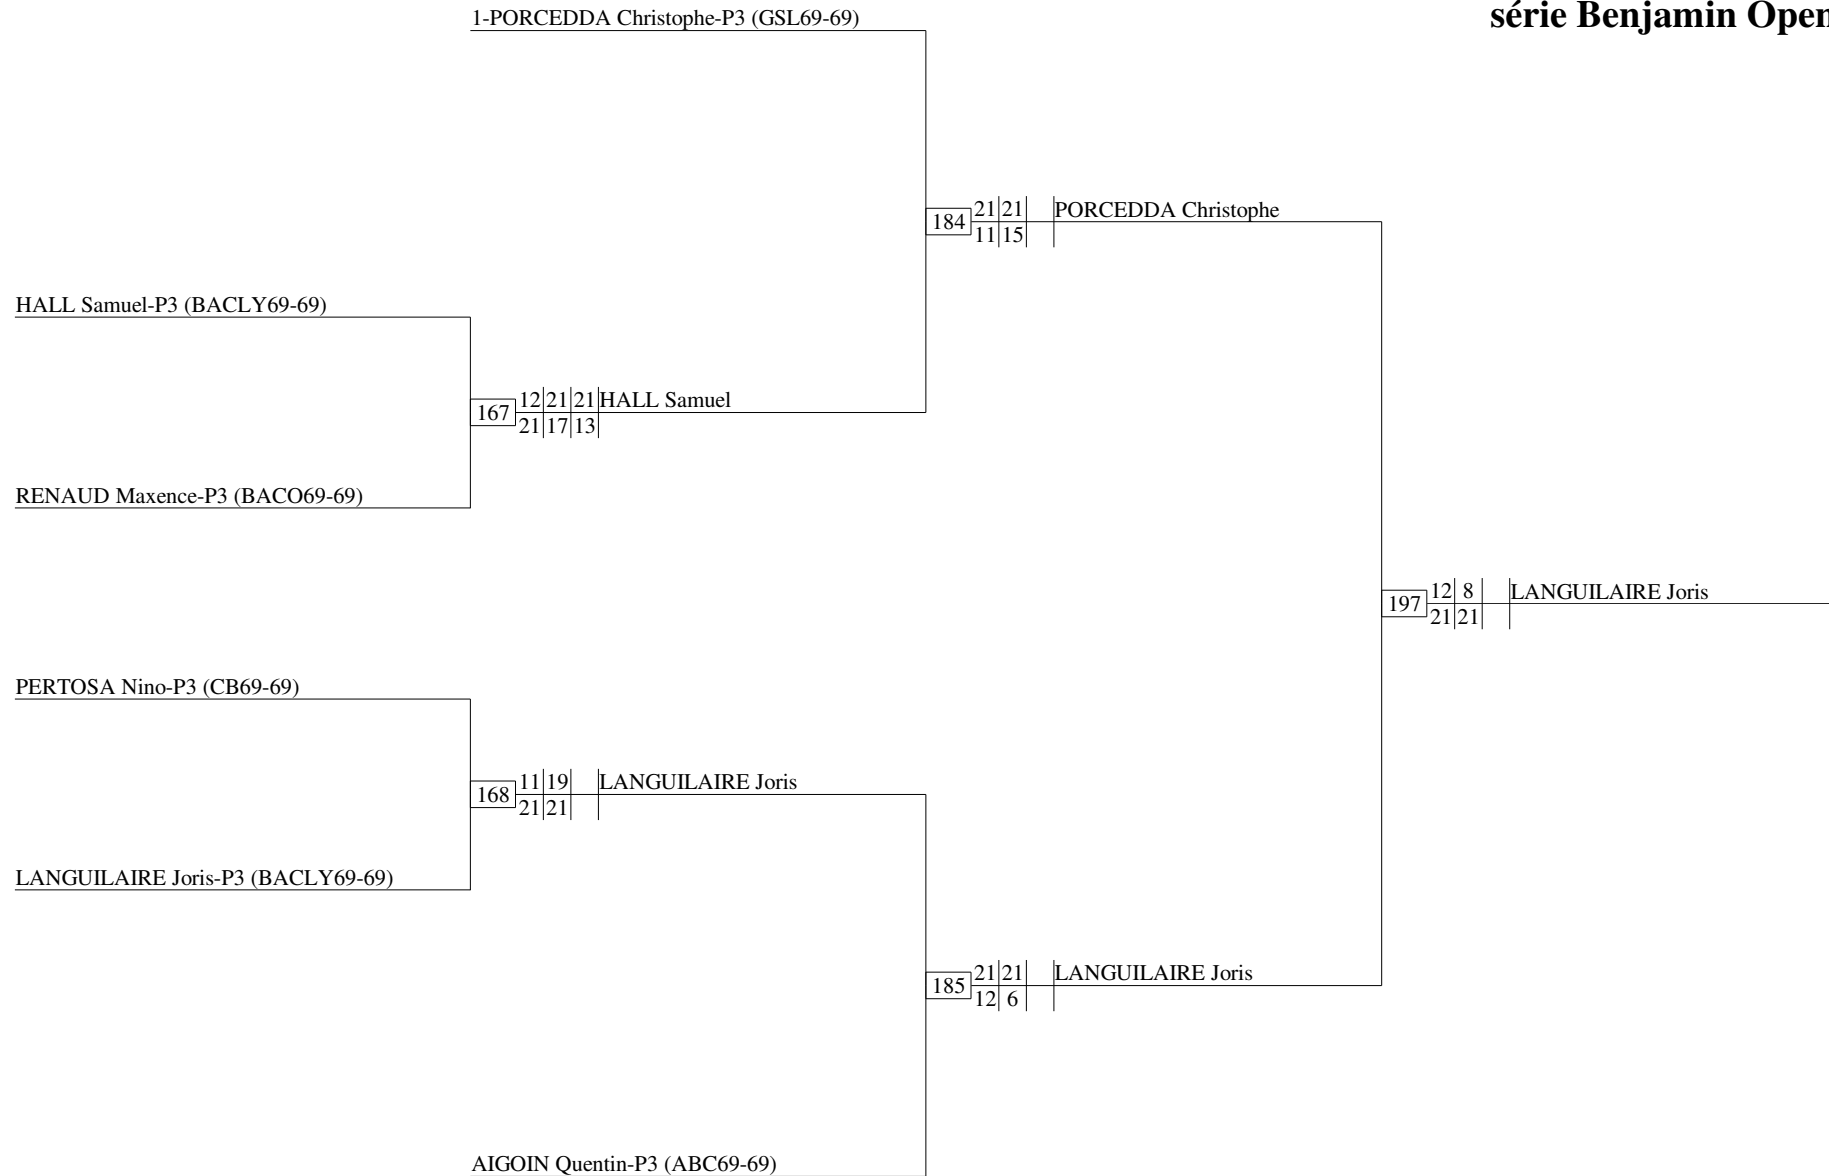 1-PORCEDDA Christophe-P3 (GSL69-69)
série Benjamin Open
184 21 21 PORCEDDA Christophe
11 15
HALL Samuel-P3 (BACLY69-69)
167 12 21 21 HALL Samuel
21 17 13
RENAUD Maxence-P3 (BACO69-69)
197 12 8 LANGUILAIRE Joris
21 21
PERTOSA Nino-P3 (CB69-69)
168 11 19 LANGUILAIRE Joris
21 21
LANGUILAIRE Joris-P3 (BACLY69-69)
185 21 21 LANGUILAIRE Joris
12 6
AIGOIN Quentin-P3 (ABC69-69)